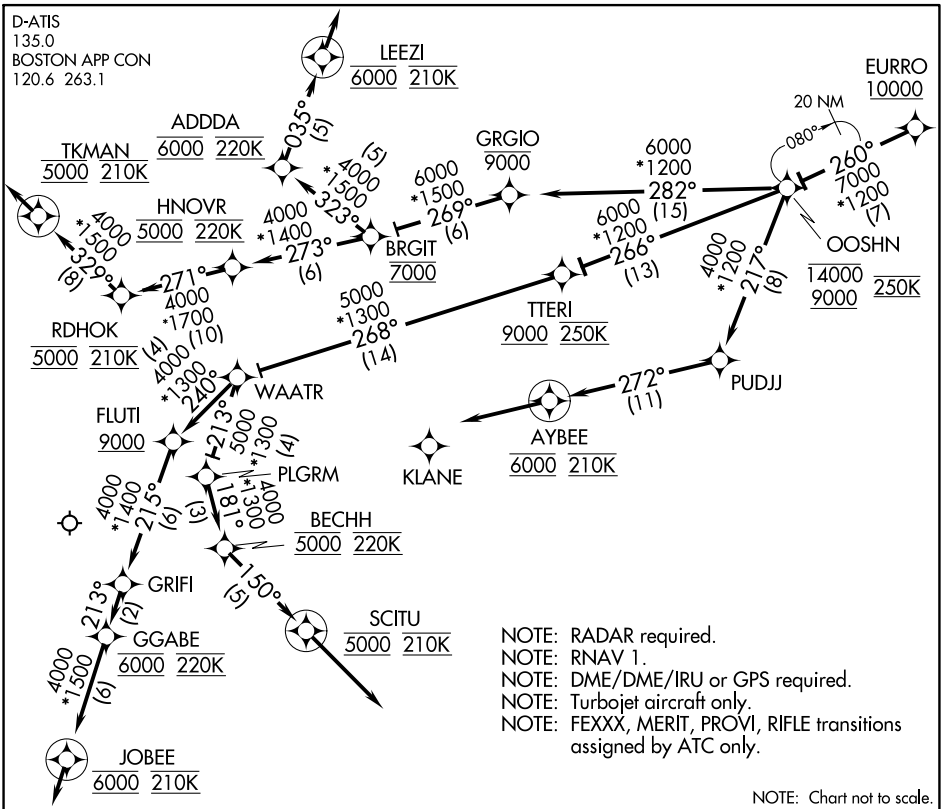 D-ATIS
135.0
BOSTON APP CON
120.6 263.1
LEEZI
6000 210K
EURRO
10000
20 NM
080°
260°
7000
*1200
(7)
ADDDA
6000 220K
035°
(5)
GRGIO
9000
6000
*1200
282°
(15)
TKMAN
5000 210K
(5)
4000
*1500
323°
6000
*1500
269°
(6)
HNOVR
5000 220K
4000
*1400
273°
(6)
BRGIT
7000
6000
*1200
266°
(13)
OOSHN
14000
9000 250K
4000
*1200
217°
(8)
4000
*1500
329°
(8)
271°
4000
*1700
(10)
RDHOK
5000 210K
TTERI
9000 250K
5000
*1300
268°
(14)
(4)
4000
*1300
240°
WAATR
PUDJJ
272°
(11)
AYBEE
6000 210K
KLANE
FLUTI
9000
213°
5000
*1300
(4)
PLGRM
4000
*1300
181°
(3)
BECHH
5000 220K
4000
*1400
215°
(6)
150°
(5)
GRIFI
213°
(2)
GGABE
6000 220K
SCITU
5000 210K
4000
*1500
(6)
JOBEE
6000 210K
NOTE: RADAR required.
NOTE: RNAV 1.
NOTE: DME/DME/IRU or GPS required.
NOTE: Turbojet aircraft only.
NOTE: FEXXX, MERIT, PROVI, RIFLE transitions
assigned by ATC only.
NOTE: Chart not to scale.